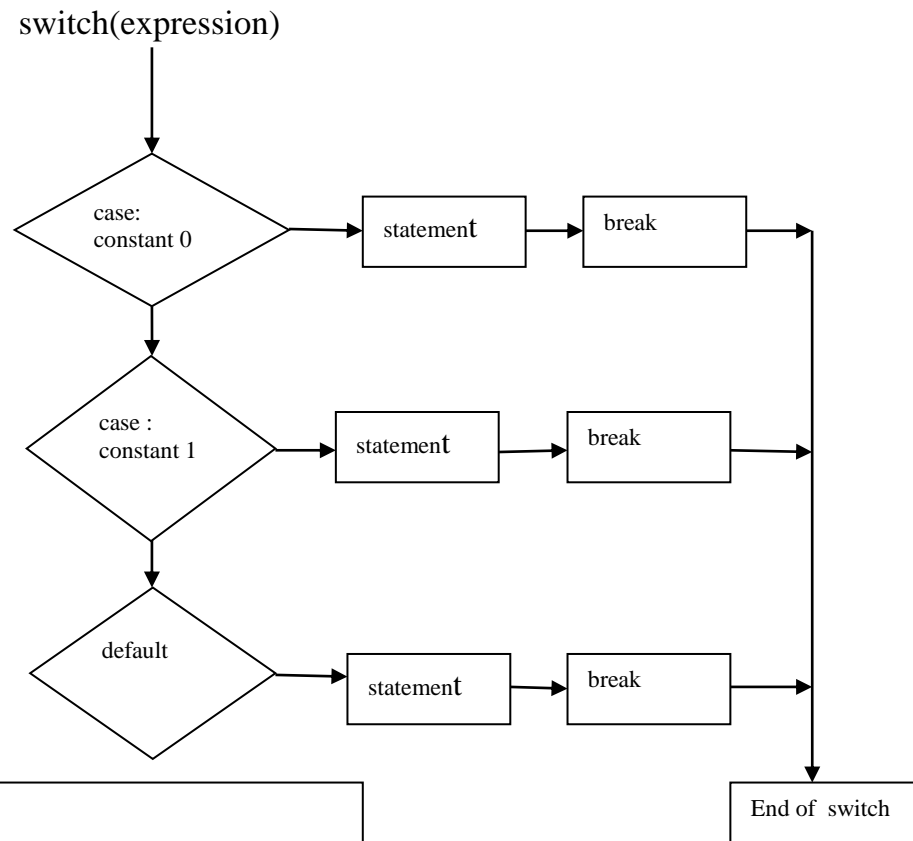 switch(expression)
case:
constant 0
statement
break
case :
constant 1
statement
break
default
statement
break
End of switch